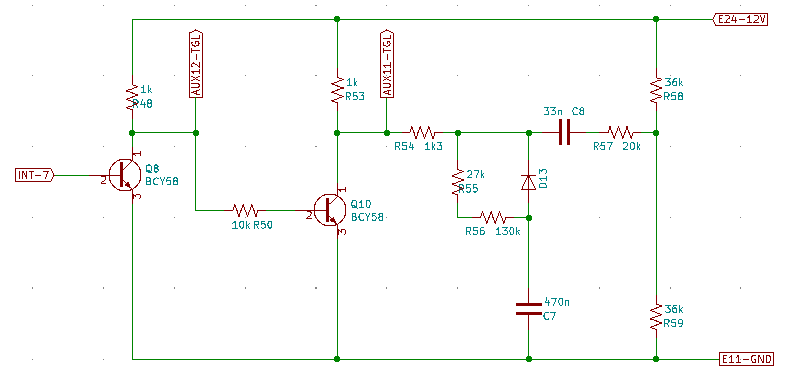 E24-12V
AUX12-TGL
AUX11-TGL
1k
R48
1k
R53
36k
R58
33n C8
R54 1k3
R57 20k
1
INT-7
2
Q8
BCY58
3
27k
R55
D13
1
Q10
BCY58
2
3
10k R50
R56 130k
470n
C7
36k
R59
E11-GND